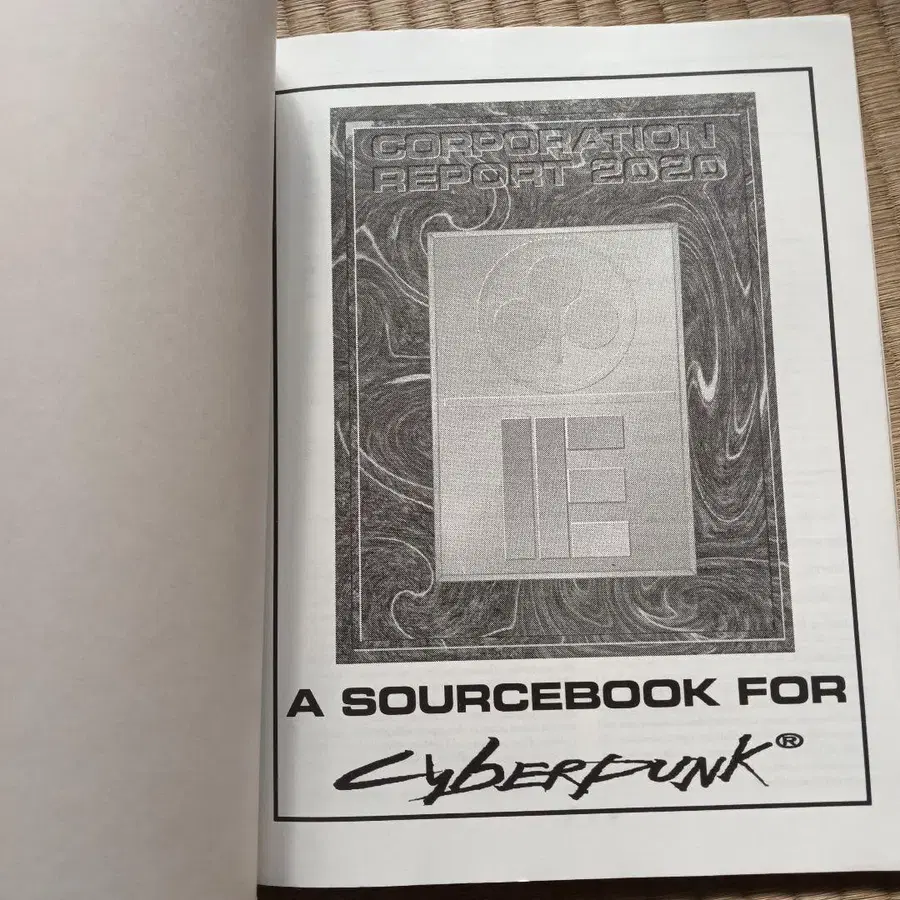 CORPORATION
REPORT 2020
A SOURCEBOOK FOR
CYBERPUNK®